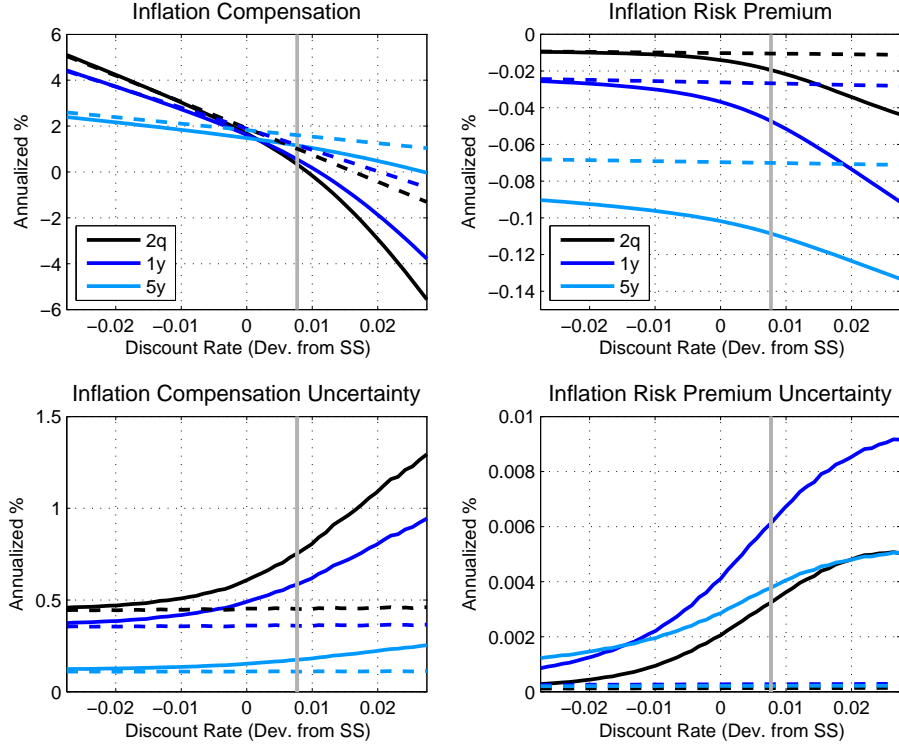 Inflation Compensation
6
4
2
0
−2
−4
−6
Annualized %
2q
1y
5y
−0.02 −0.01 0 0.01 0.02
Discount Rate (Dev. from SS)
Inflation Risk Premium
0
−0.02
−0.04
−0.06
−0.08
−0.1
−0.12
−0.14
Annualized %
2q
1y
5y
−0.02 −0.01 0 0.01 0.02
Discount Rate (Dev. from SS)
Inflation Compensation Uncertainty
1.5
1
0.5
0
Annualized %
−0.02 −0.01 0 0.01 0.02
Discount Rate (Dev. from SS)
Inflation Risk Premium Uncertainty
0.01
0.008
0.006
0.004
0.002
0
Annualized %
−0.02 −0.01 0 0.01 0.02
Discount Rate (Dev. from SS)